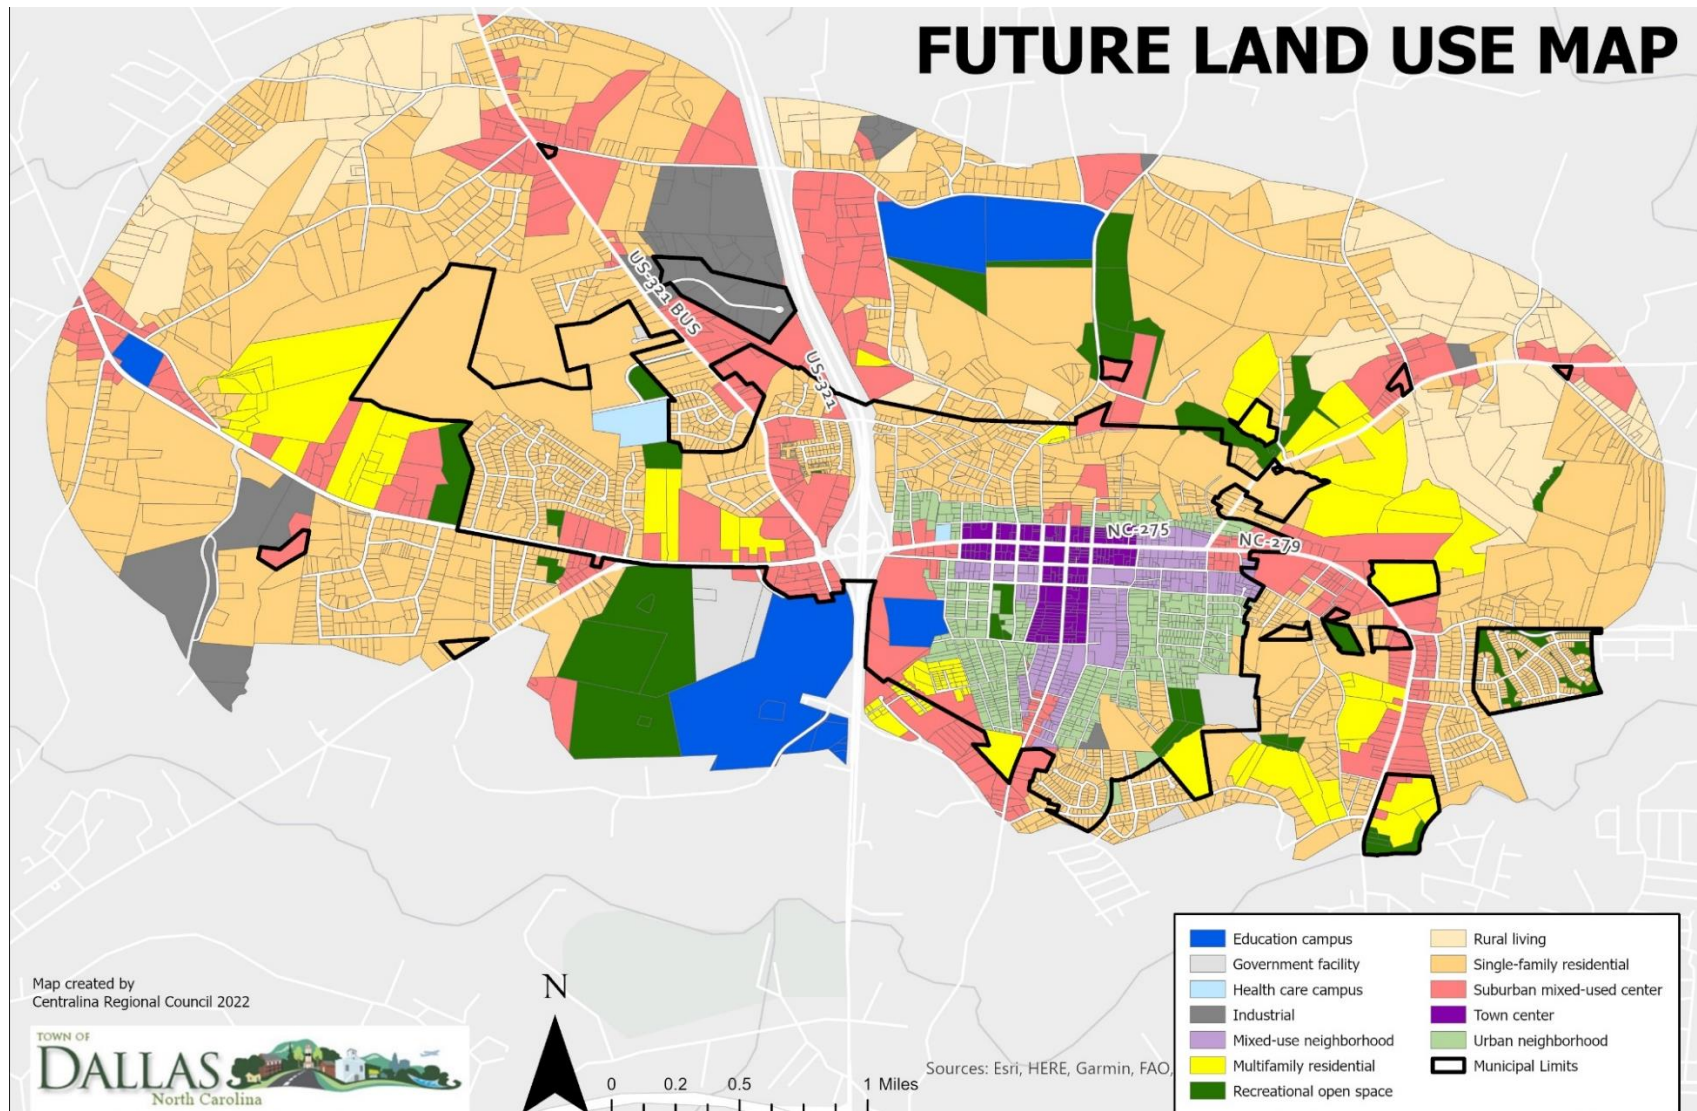 FUTURE LAND USE MAP
US-321 BUS
US-321
NC-275
NC-279
Education campus
Government facility
Health care campus
Industrial
Mixed-use neighborhood
Multifamily residential
Recreational open space
Rural living
Single-family residential
Suburban mixed-used center
Town center
Urban neighborhood
Municipal Limits
Map created by
Centralina Regional Council 2022
TOWN OF
DALLAS
North Carolina
N
0 0.2 0.5 1 Miles
Sources: Esri, HERE, Garmin, FAO,